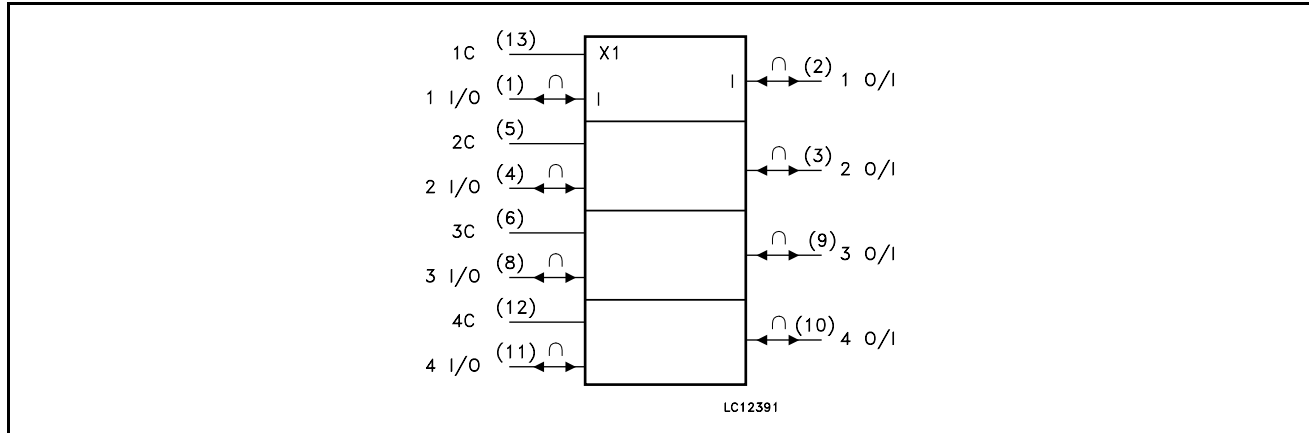 1C (13) X1
∩ (2) 1 O/I
I
1 I/O (1) ∩ I
2C (5)
∩ (3) 2 O/I
2 I/O (4) ∩
3C (6)
∩ (9) 3 O/I
3 I/O (8) ∩
4C (12)
∩ (10) 4 O/I
4 I/O (11) ∩
LC12391